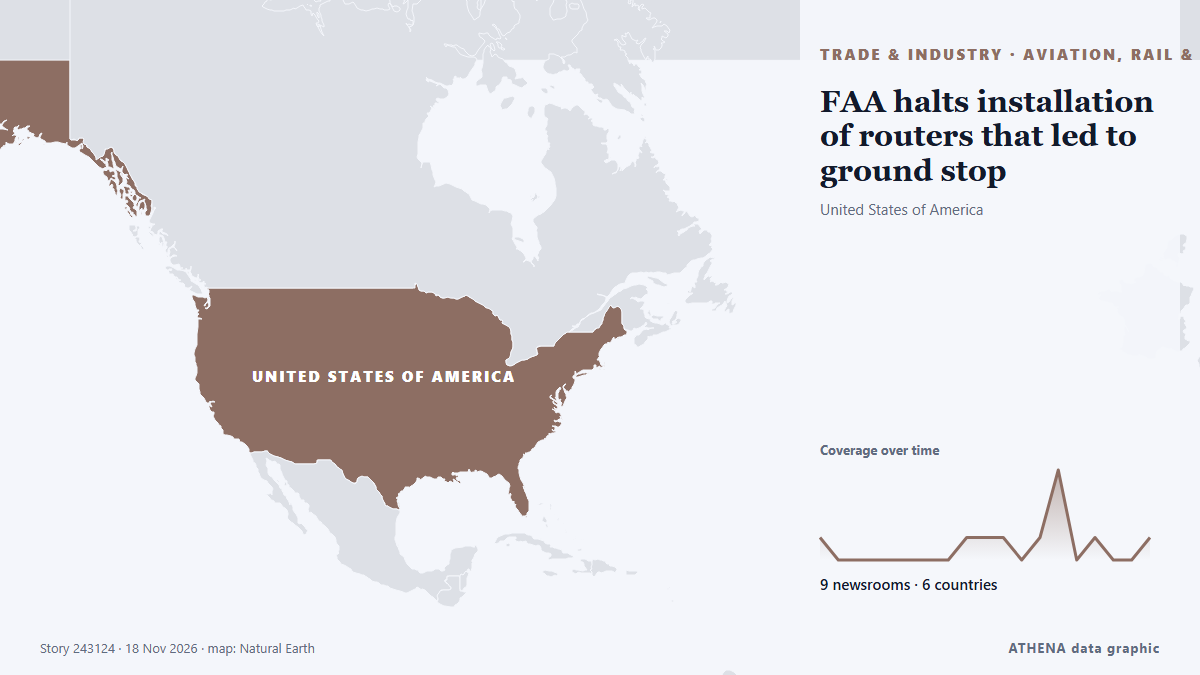 TRADE & INDUSTRY · AVIATION, RAIL &
FAA halts installation
of routers that led to
ground stop
United States of America
UNITED STATES OF AMERICA
Coverage over time
9 newsrooms · 6 countries
Story 243124 · 18 Nov 2026 · map: Natural Earth
ATHENA data graphic